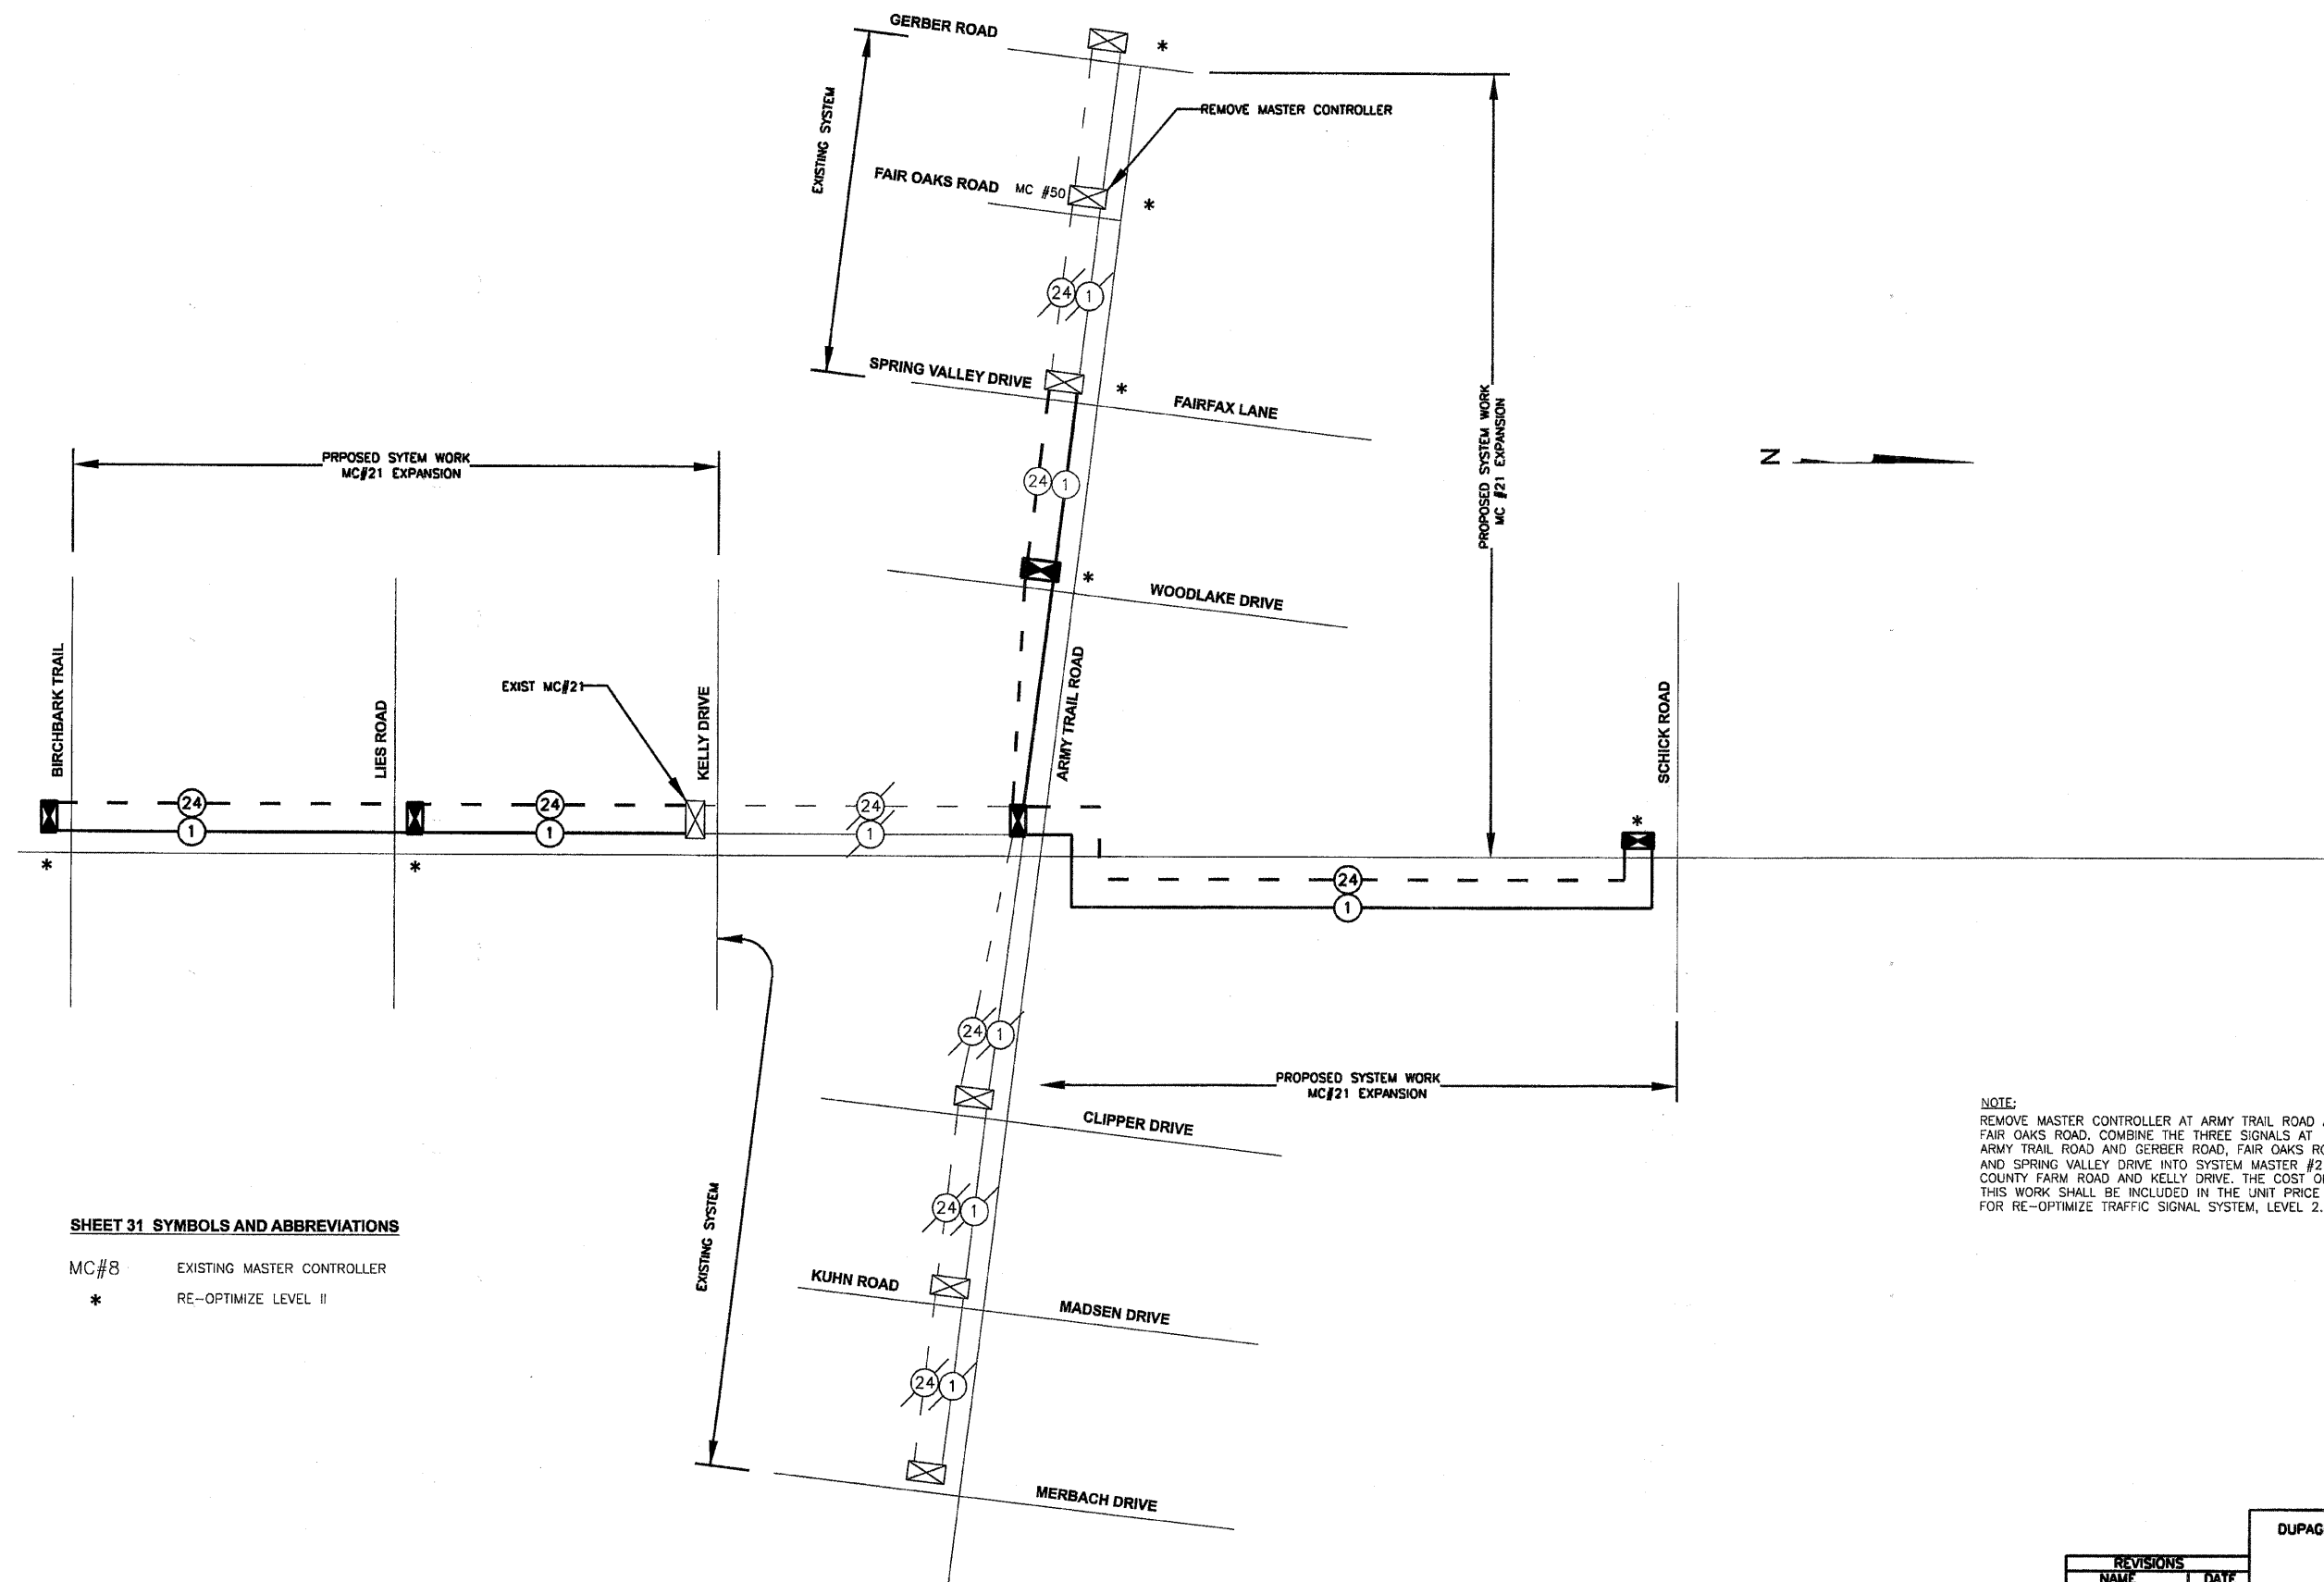 GERBER ROAD
*
EXISTING SYSTEM
REMOVE MASTER CONTROLLER
FAIR OAKS ROAD MC #50
*
24 1
SPRING VALLEY DRIVE
*
FAIRFAX LANE
PROPOSED SYSTEM WORK
MC #21 EXPANSION
PRPOSED SYTEM WORK
MC#21 EXPANSION
N
24 1
*
WOODLAKE DRIVE
BIRCHBARK TRAIL
LIES ROAD
EXIST MC#21
KELLY DRIVE
ARMY TRAIL ROAD
SCHICK ROAD
24
1
24
1
24
1
*
*
*
24
1
24 1
PROPOSED SYSTEM WORK
MC#21 EXPANSION
CLIPPER DRIVE
24 1
EXISTING SYSTEM
KUHN ROAD
MADSEN DRIVE
24 1
MERBACH DRIVE
NOTE:
REMOVE MASTER CONTROLLER AT ARMY TRAIL ROAD
FAIR OAKS ROAD. COMBINE THE THREE SIGNALS AT
ARMY TRAIL ROAD AND GERBER ROAD, FAIR OAKS
AND SPRING VALLEY DRIVE INTO SYSTEM MASTER
COUNTY FARM ROAD AND KELLY DRIVE. THE COST
THIS WORK SHALL BE INCLUDED IN THE UNIT PRICE
FOR RE-OPTIMIZE TRAFFIC SIGNAL SYSTEM, LEVEL 2.
SHEET 31 SYMBOLS AND ABBREVIATIONS
MC#8 EXISTING MASTER CONTROLLER
* RE-OPTIMIZE LEVEL II
DUPAG
REVISIONS
NAME DATE